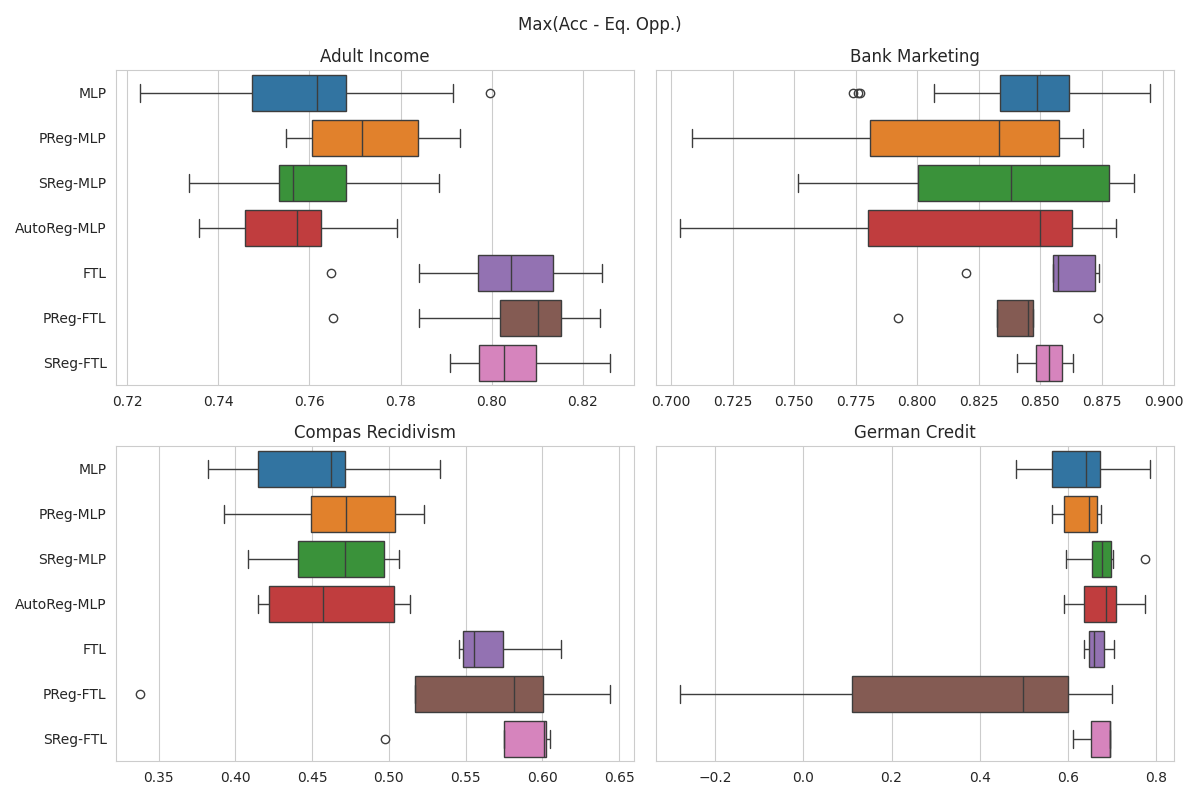 Max(Acc - Eq. Opp.)
Adult Income
MLP
PReg-MLP
SReg-MLP
AutoReg-MLP
FTL
PReg-FTL
SReg-FTL
0.72 0.74 0.76 0.78 0.80 0.82
Bank Marketing
0.700 0.725 0.750 0.775 0.800 0.825 0.850 0.875 0.900
Compas Recidivism
MLP
PReg-MLP
SReg-MLP
AutoReg-MLP
FTL
PReg-FTL
SReg-FTL
0.35 0.40 0.45 0.50 0.55 0.60 0.65
German Credit
−0.2 0.0 0.2 0.4 0.6 0.8